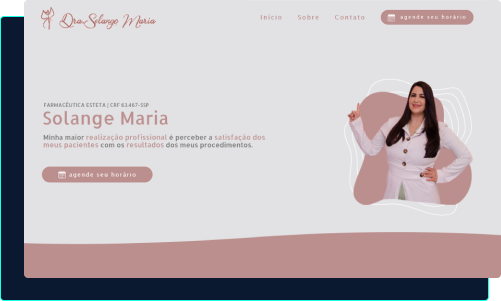 Dra Solange Maria
Início Sobre Contato agende seu horário
FARMACÊUTICA ESTETA | CRF 63.467-SSP
Solange Maria
Minha maior realização profissional é perceber a satisfação dos
meus pacientes com os resultados dos meus procedimentos.
agende seu horário